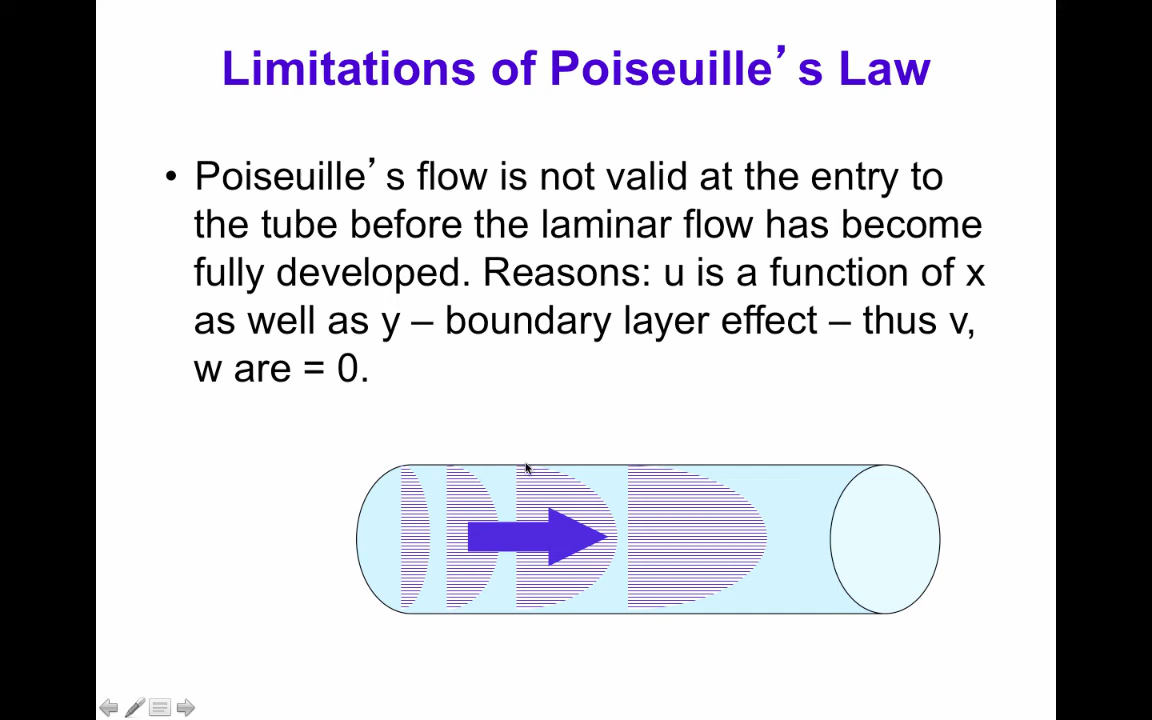 Limitations of Poiseuille’s Law
• Poiseuille’s flow is not valid at the entry to
the tube before the laminar flow has become
fully developed. Reasons: u is a function of x
as well as y – boundary layer effect – thus v,
w are = 0.